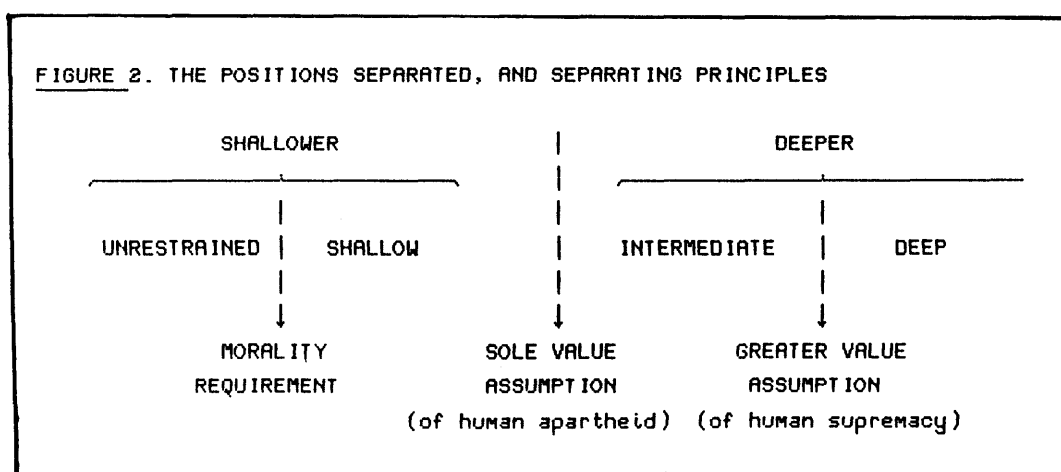 FIGURE 2. THE POSITIONS SEPARATED, AND SEPARATING PRINCIPLES
SHALLOWER DEEPER
UNRESTRAINED SHALLOW INTERMEDIATE DEEP
MORALITY SOLE VALUE GREATER VALUE
REQUIREMENT ASSUMPTION ASSUMPTION
(of human apartheid) (of human supremacy)